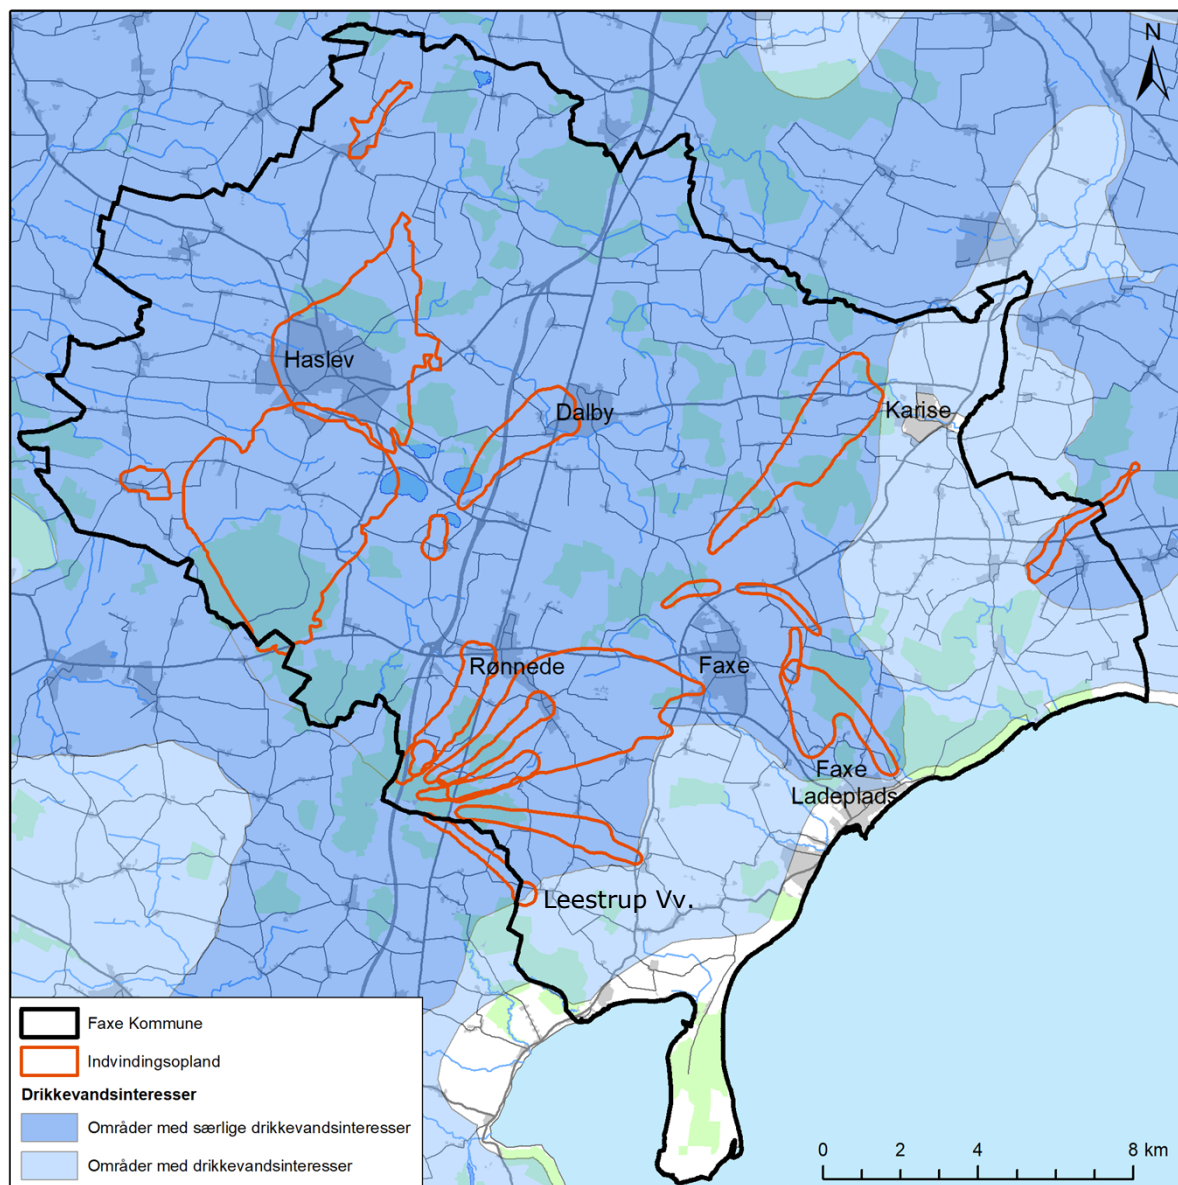 N
Haslev
Dalby
Karise
Rønnede
Faxe
Faxe
Ladeplads
Leestrup Vv.
Faxe Kommune
Indvindingsopland
Drikkevandsinteresser
Områder med særlige drikkevandsinteresser
Områder med drikkevandsinteresser
0 2 4 8 km